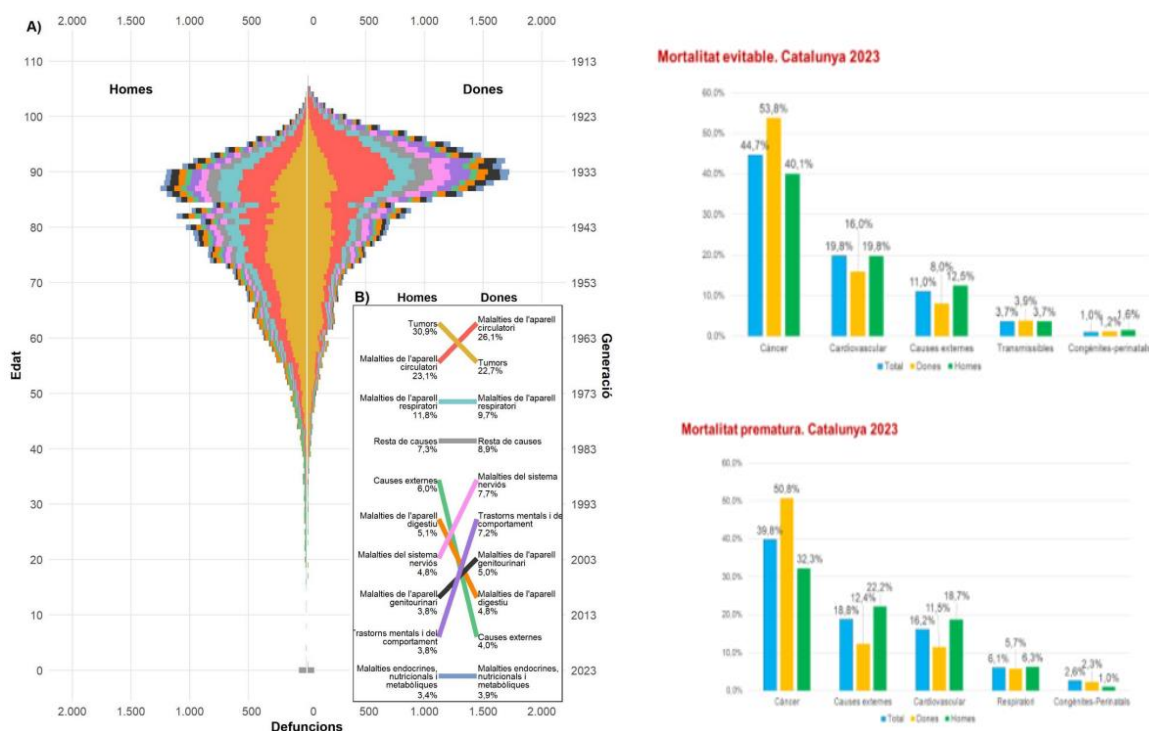 A)
2.000 1.500 1.000 500 0 500 1.000 1.500 2.000
Homes
Dones
Edat
110
100
90
80
70
60
50
40
30
20
10
0
1913
1923
1933
1943
1953
1963
1973
1983
1993
2003
2013
2023
Generació
B)
Homes Dones
Tumors
30,9%
Malalties de l'aparell
circulatori
26,1%
Malalties de l'aparell
circulatori
23,1%
Tumors
22,7%
Malalties de l'aparell
respiratori
11,8%
Malalties de l'aparell
respiratori
9,7%
Resta de causes
7,3%
Resta de causes
8,9%
Causes externes
6,0%
Malalties del sistema
nerviós
7,7%
Malalties de l'aparell
digestiu
5,1%
Trastorns mentals i de
comportament
7,2%
Malalties del sistema
nerviós
4,8%
Malalties de l'aparell
genitourinari
5,0%
Malalties de l'aparell
genitourinari
3,8%
Malalties de l'aparell
digestiu
4,8%
Trastorns mentals i del
comportament
3,8%
Causes externes
4,0%
Malalties endocrines,
nutricionals i
metabòliques
3,4%
Malalties endocrines,
nutricionals i
metabòliques
3,9%
2.000 1.500 1.000 500 0 500 1.000 1.500 2.000
Defuncions
Mortalitat evitable. Catalunya 2023
60,0%
50,0%
40,0%
30,0%
20,0%
10,0%
0,0%
44,7% 53,8% 40,1%
19,8% 16,0% 19,8%
11,0% 8,0% 12,5%
3,7% 3,9% 3,7%
1,0% 1,2% 1,6%
Càncer Cardiovascular Causes externes Transmissibles Congènites-perinatals
Total Dones Homes
Mortalitat prematura. Catalunya 2023
60,0%
50,0%
40,0%
30,0%
20,0%
10,0%
0,0%
39,8% 50,8% 32,3%
18,8% 12,4% 22,2%
16,2% 11,5% 18,7%
6,1% 5,7% 6,3%
2,6% 2,3% 1,0%
Càncer Causes externes Cardiovascular Respiratori Congènites-Perinatals
Total Dones Homes